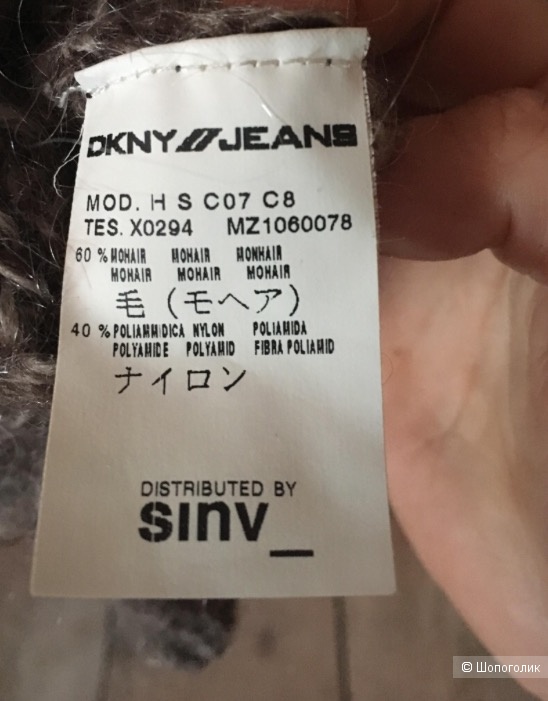 DKNY JEANS
MOD. H S C07 C8
TES. X0294 MZ1060078
60 % MOHAIR MOHAIR MONHAIR
MOHAIR MOHAIR MOHAIR
毛 (モヘア)
40 % POLIAMMIDICA NYLON POLIAMIDA
POLYAMIDE POLYAMID FIBRA POLIAMID
ナイロン
DISTRIBUTED BY
sinv_
© Шопоголик